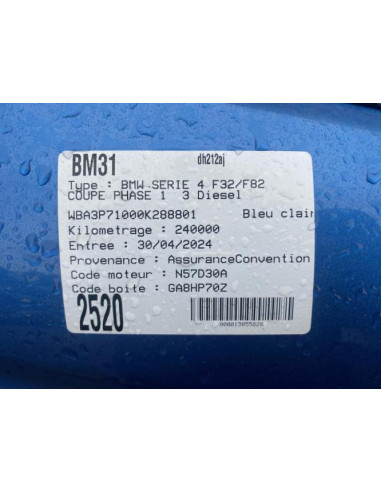 BM31 dh212aj
Type : BMW SERIE 4 F32/F82
COUPE PHASE 1  3 Diesel
WBA3P71000K288801 Bleu clair
Kilometrage : 240000
Entree : 30/04/2024
Provenance : AssuranceConvention
Code moteur : N57D30A
Code boite : GA8HP70Z
2520